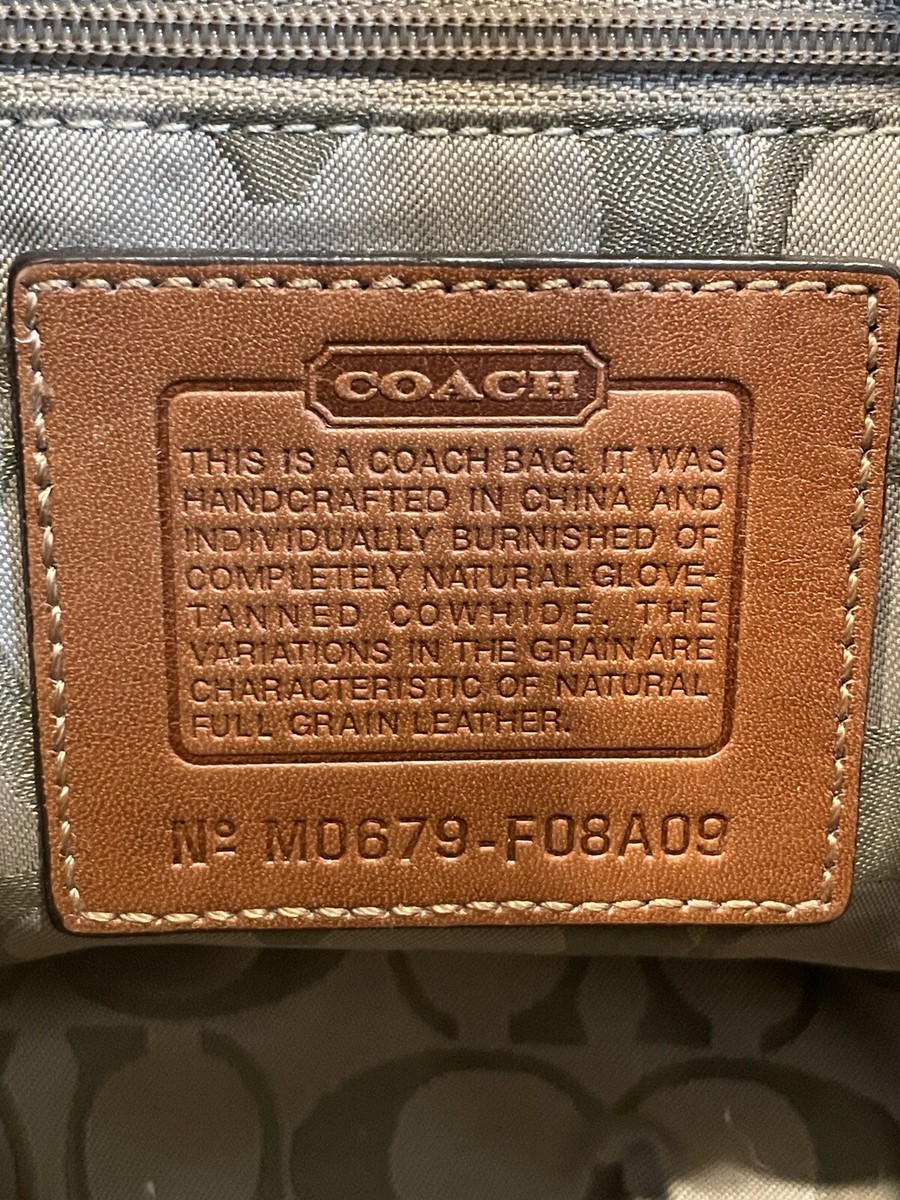 COACH
THIS IS A COACH BAG. IT WAS
HANDCRAFTED IN CHINA AND
INDIVIDUALLY BURNISHED OF
COMPLETELY NATURAL GLOVE-
TANNED COWHIDE. THE
VARIATIONS IN THE GRAIN ARE
CHARACTERISTIC OF NATURAL
FULL GRAIN LEATHER.
Nº M0679-F08A09